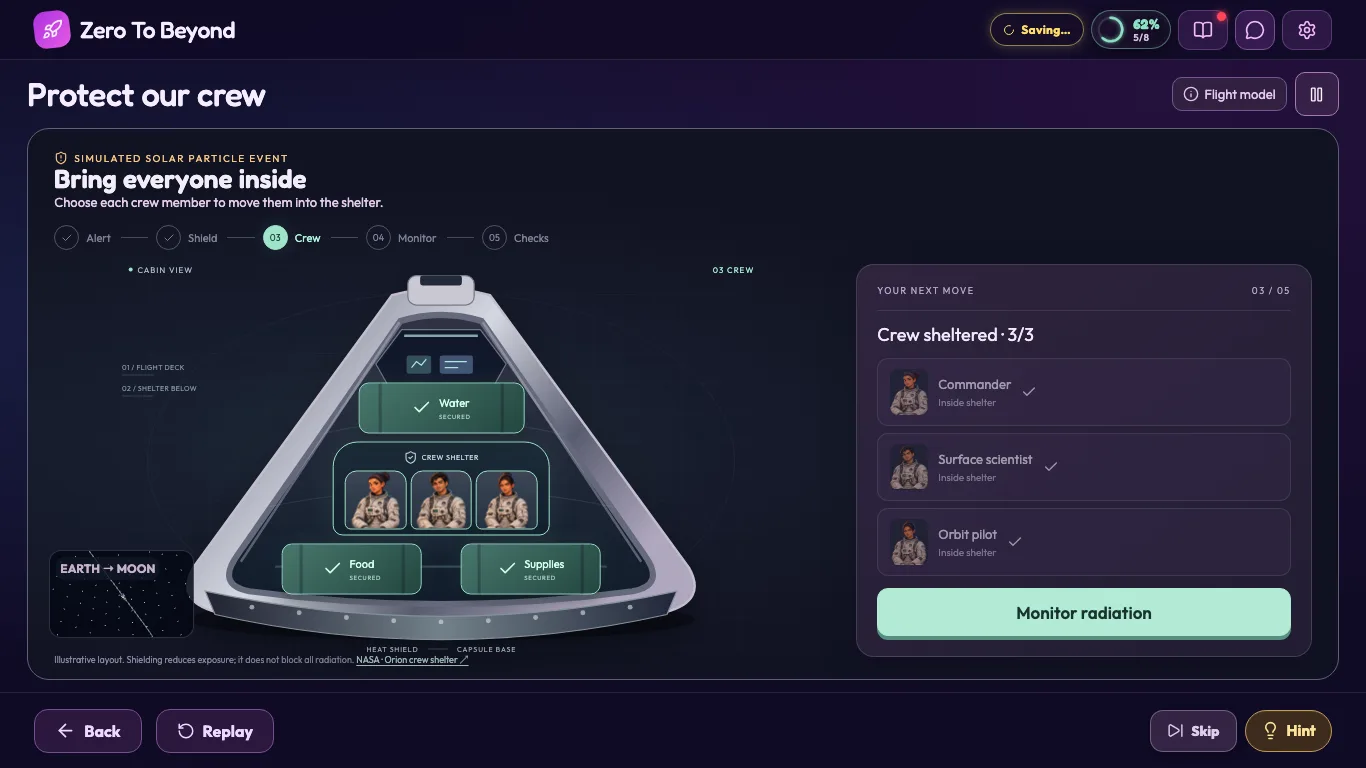 Zero To Beyond
Saving...
62%
5/8
Protect our crew
Flight model
SIMULATED SOLAR PARTICLE EVENT
Bring everyone inside
Choose each crew member to move them into the shelter.
Alert
Shield
03 Crew
04 Monitor
05 Checks
CABIN VIEW
03 CREW
01 / FLIGHT DECK
02 / SHELTER BELOW
Water
SECURED
CREW SHELTER
Food
SECURED
Supplies
SECURED
EARTH → MOON
HEAT SHIELD
CAPSULE BASE
Illustrative layout. Shielding reduces exposure; it does not block all radiation. NASA · Orion crew shelter ↗
YOUR NEXT MOVE
03 / 05
Crew sheltered · 3/3
Commander
Inside shelter
Surface scientist
Inside shelter
Orbit pilot
Inside shelter
Monitor radiation
Back
Replay
Skip
Hint